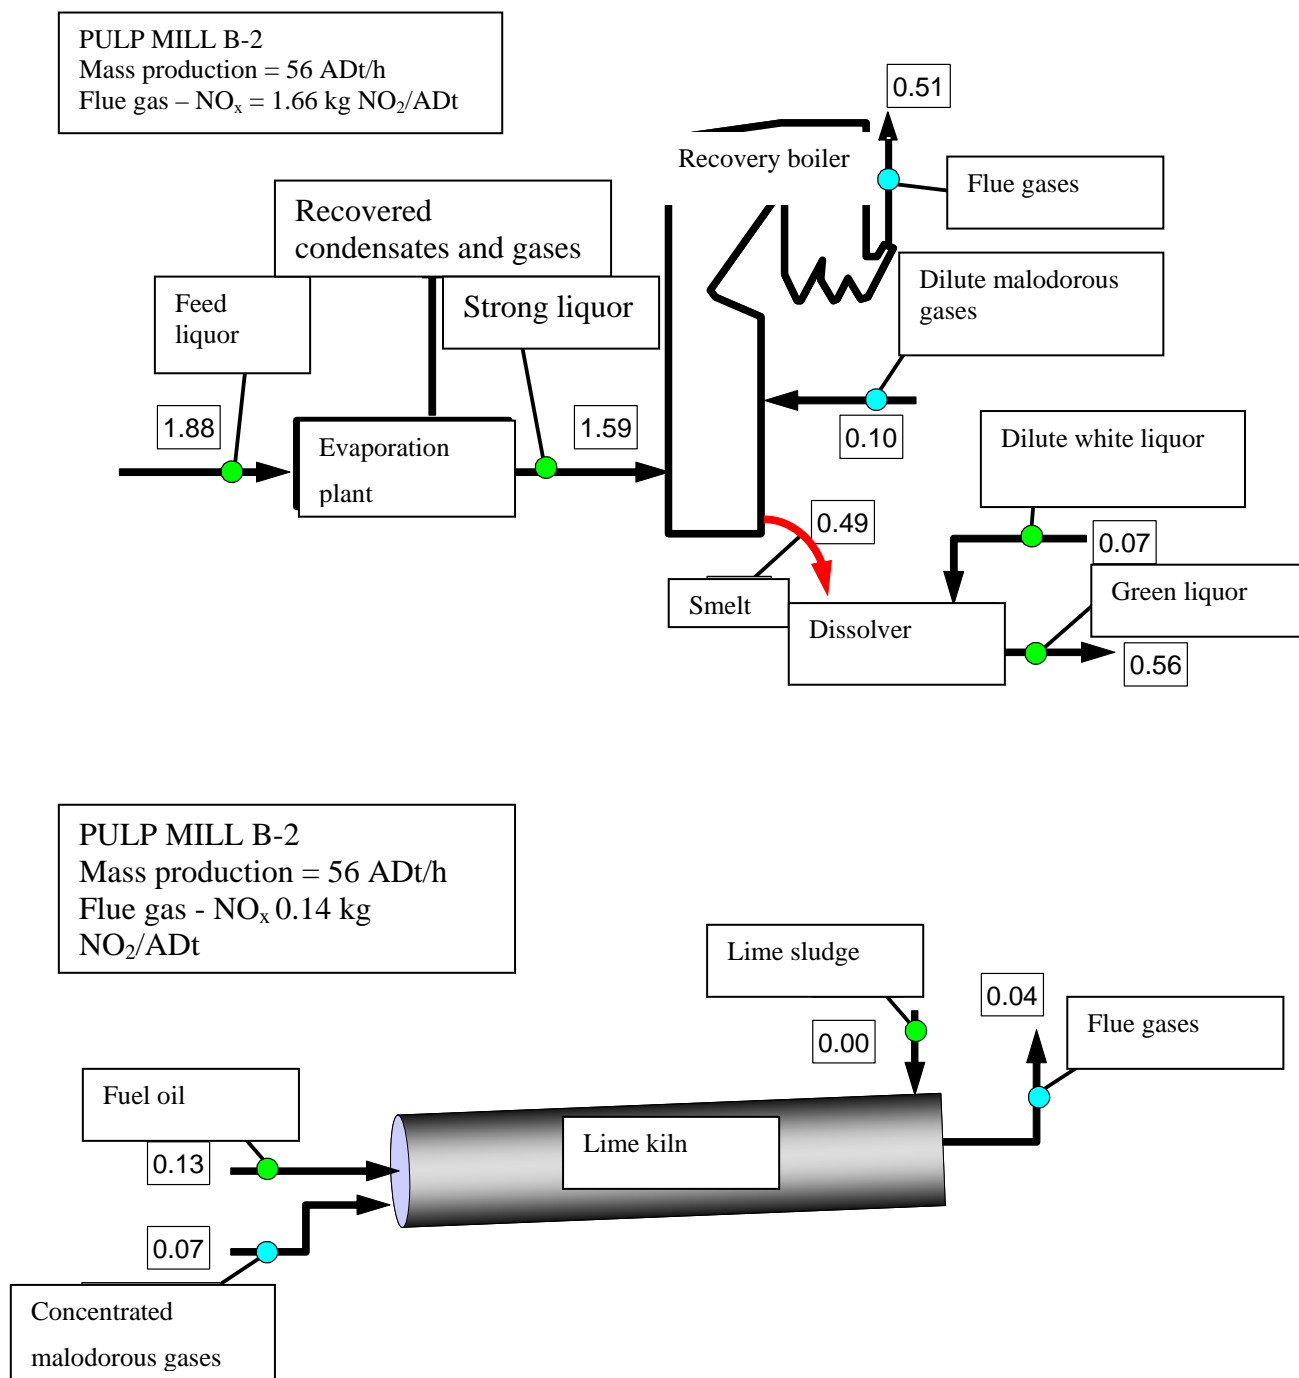 PULP MILL B-2
Mass production = 56 ADt/h
Flue gas – NOx = 1.66 kg NO2/ADt
0.51
Recovery boiler
Flue gases
Recovered
condensates and gases
Dilute malodorous
gases
Feed
liquor
Strong liquor
1.88
1.59
0.10
Dilute white liquor
Evaporation
plant
0.49
0.07
Smelt
Dissolver
Green liquor
0.56
PULP MILL B-2
Mass production = 56 ADt/h
Flue gas - NOx 0.14 kg
NO2/ADt
Lime sludge
0.04
Flue gases
0.00
Fuel oil
0.13
Lime kiln
0.07
Concentrated
malodorous gases